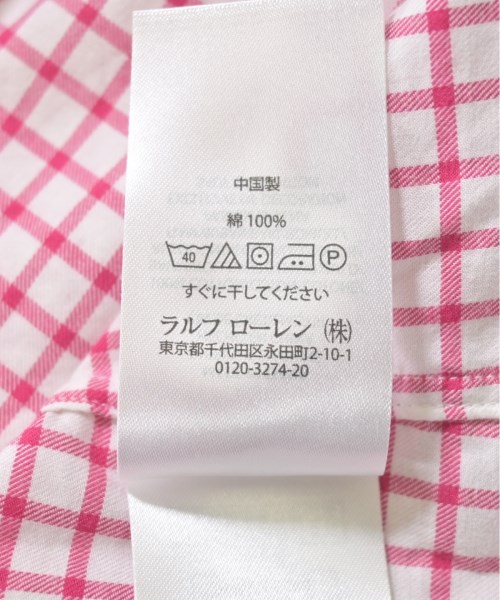 中国製
綿 100%
40 P
すぐに干してください
ラルフ ローレン (株)
東京都千代田区永田町2-10-1
0120-3274-20